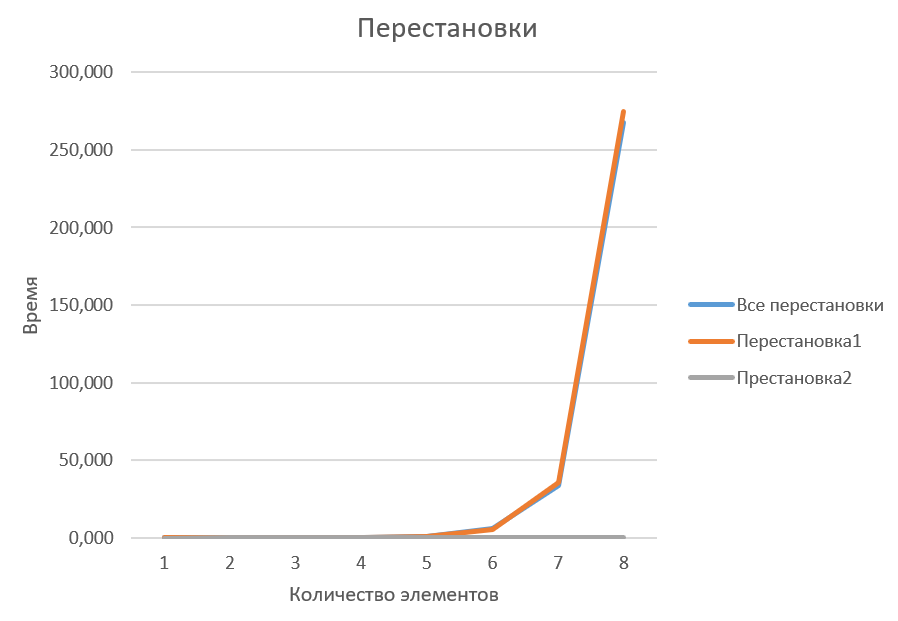 Перестановки
300,000
250,000
200,000
150,000
100,000
50,000
0,000
1 2 3 4 5 6 7 8
Время
Количество элементов
Все перестановки
Перестановка1
Престановка2